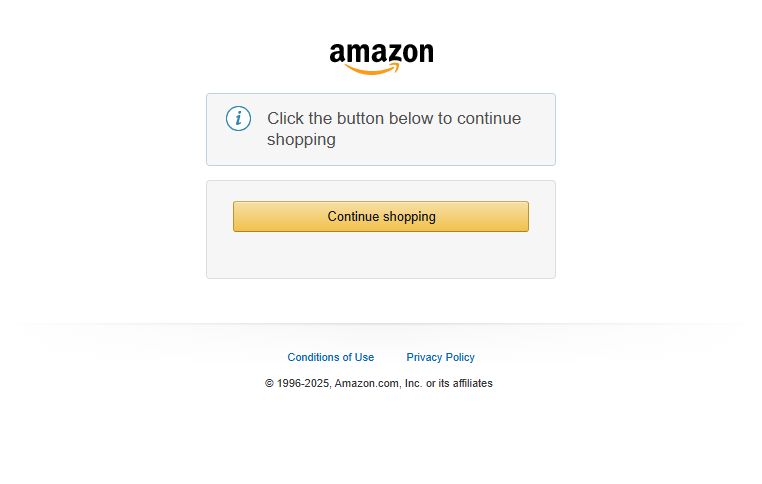 amazon
Click the button below to continue
shopping
Continue shopping
Conditions of Use Privacy Policy
© 1996-2025, Amazon.com, Inc. or its affiliates